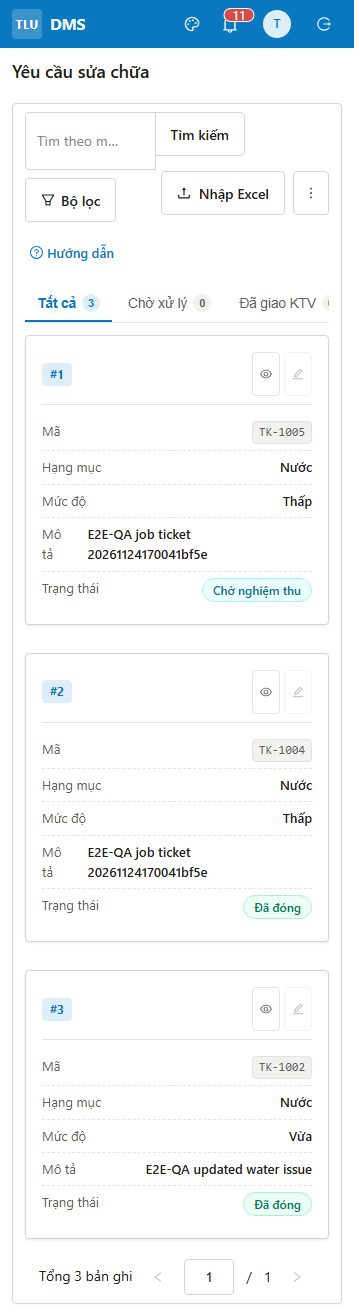 TLU DMS 11 T
Yêu cầu sửa chữa
Tìm theo m... Tìm kiếm
Bộ lọc Nhập Excel
Hướng dẫn
Tất cả 3 Chờ xử lý 0 Đã giao KTV
#1
Mã TK-1005
Hạng mục Nước
Mức độ Thấp
Mô tả E2E-QA job ticket
20261124170041bf5e
Trạng thái Chờ nghiệm thu
#2
Mã TK-1004
Hạng mục Nước
Mức độ Thấp
Mô tả E2E-QA job ticket
20261124170041bf5e
Trạng thái Đã đóng
#3
Mã TK-1002
Hạng mục Nước
Mức độ Vừa
Mô tả E2E-QA updated water issue
Trạng thái Đã đóng
Tổng 3 bản ghi 1 / 1